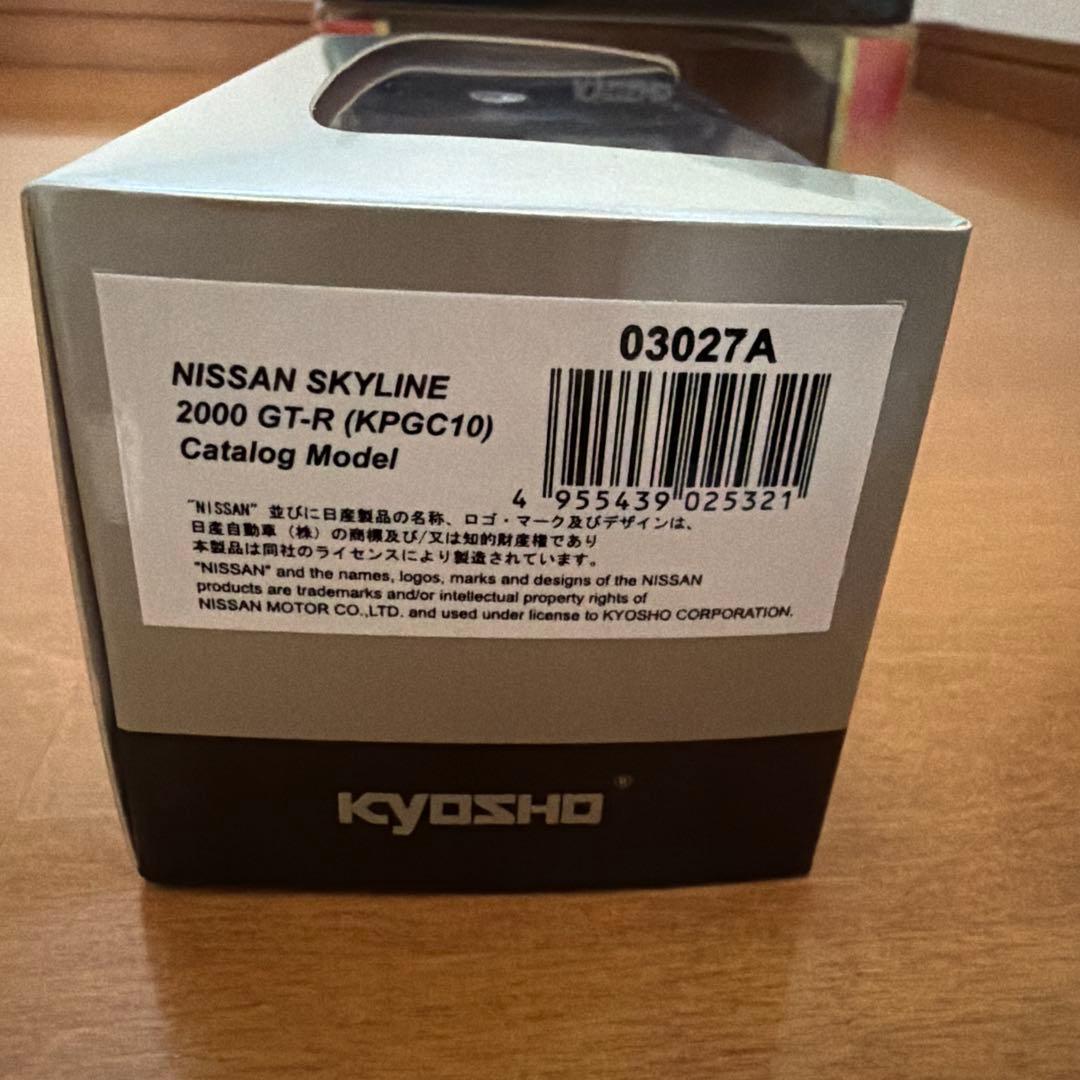 KYOSHO
03027A
NISSAN SKYLINE
2000 GT-R (KPGC10)
Catalog Model
4 955439 025321
"NISSAN" 並びに日産製品の名称、ロゴ・マーク及びデザインは、
日産自動車（株）の商標及び/又は知的財産権であり
本製品は同社のライセンスにより製造されています。
"NISSAN" and the names, logos, marks and designs of the NISSAN
products are trademarks and/or intellectual property rights of
NISSAN MOTOR CO.,LTD. and used under license to KYOSHO CORPORATION.
KYOSHO®